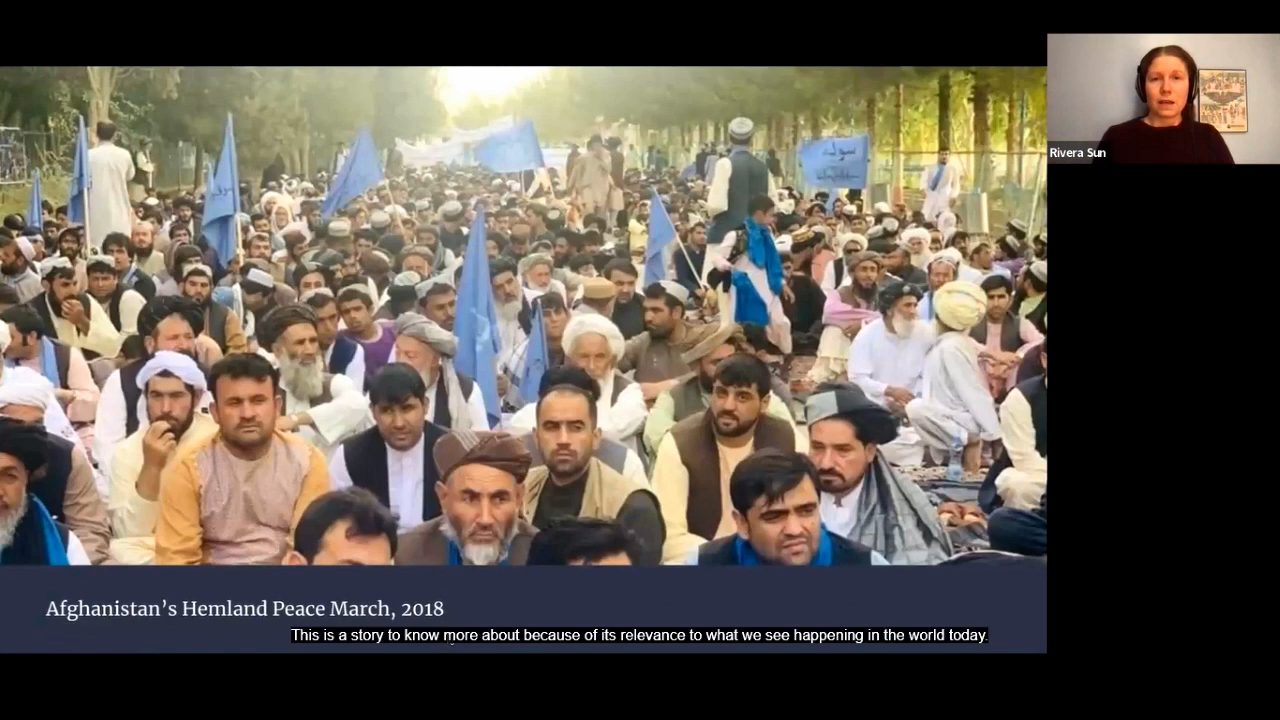 Rivera Sun
سوله
Afghanistan’s Hemland Peace March, 2018
This is a story to know more about because of its relevance to what we see happening in the world today.